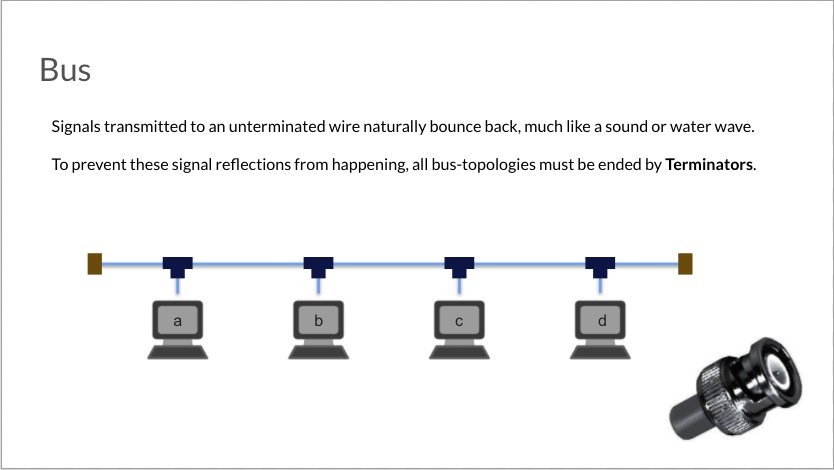 Bus
Signals transmitted to an unterminated wire naturally bounce back, much like a sound or water wave.
To prevent these signal reflections from happening, all bus-topologies must be ended by Terminators.
a b c d